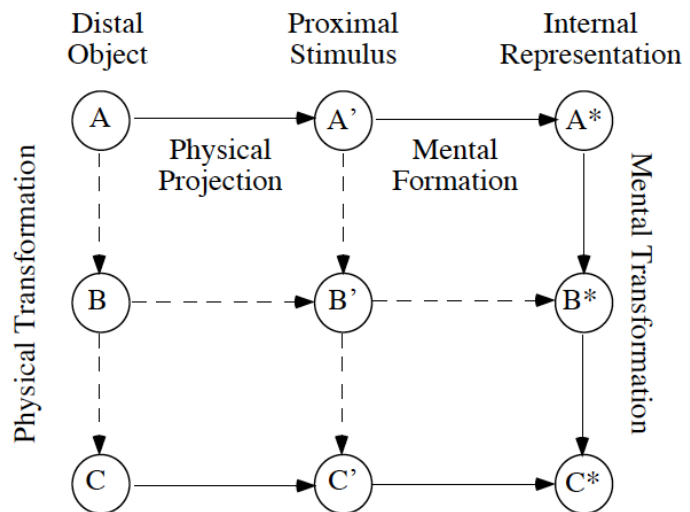 Distal
Object
Proximal
Stimulus
Internal
Representation
A
A’
A*
Physical
Projection
Mental
Formation
Physical Transformation
Mental Transformation
B
B’
B*
C
C’
C*